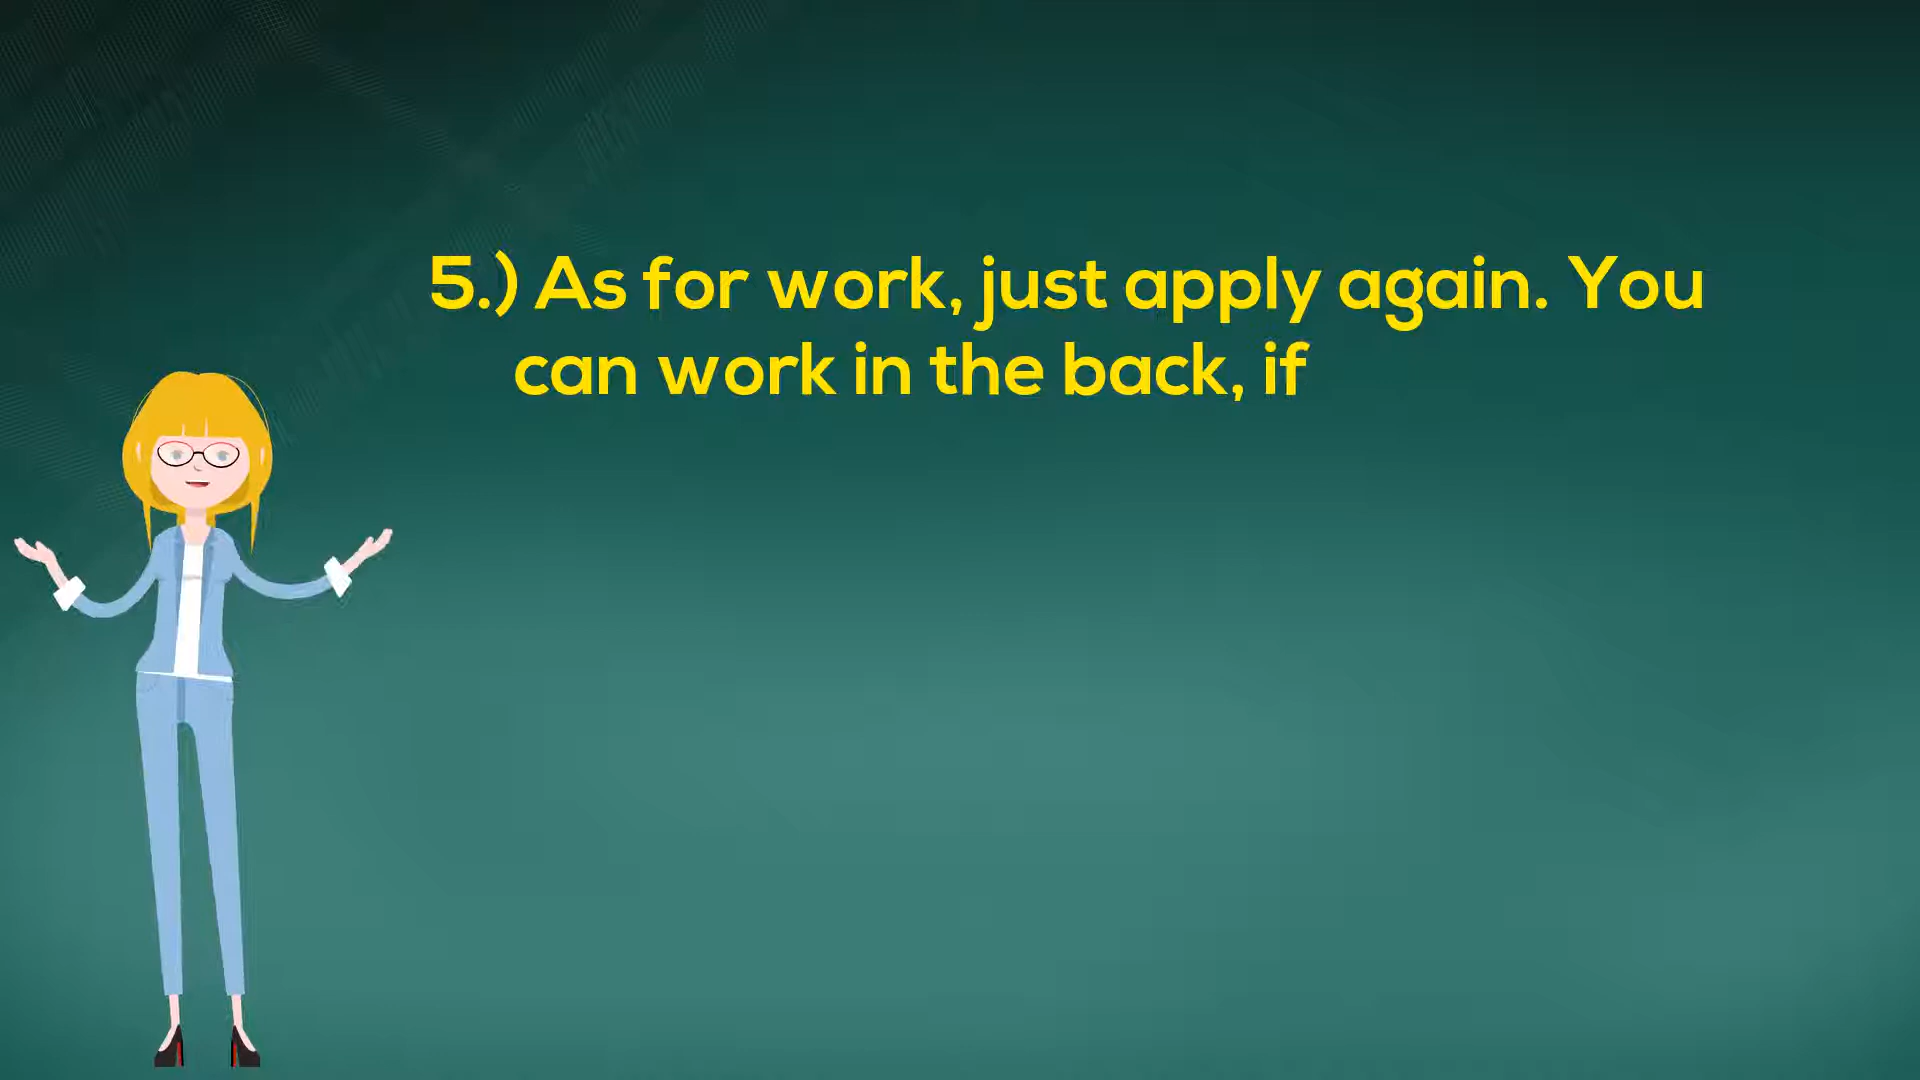 5.) As for work, just apply again. You
can work in the back, if